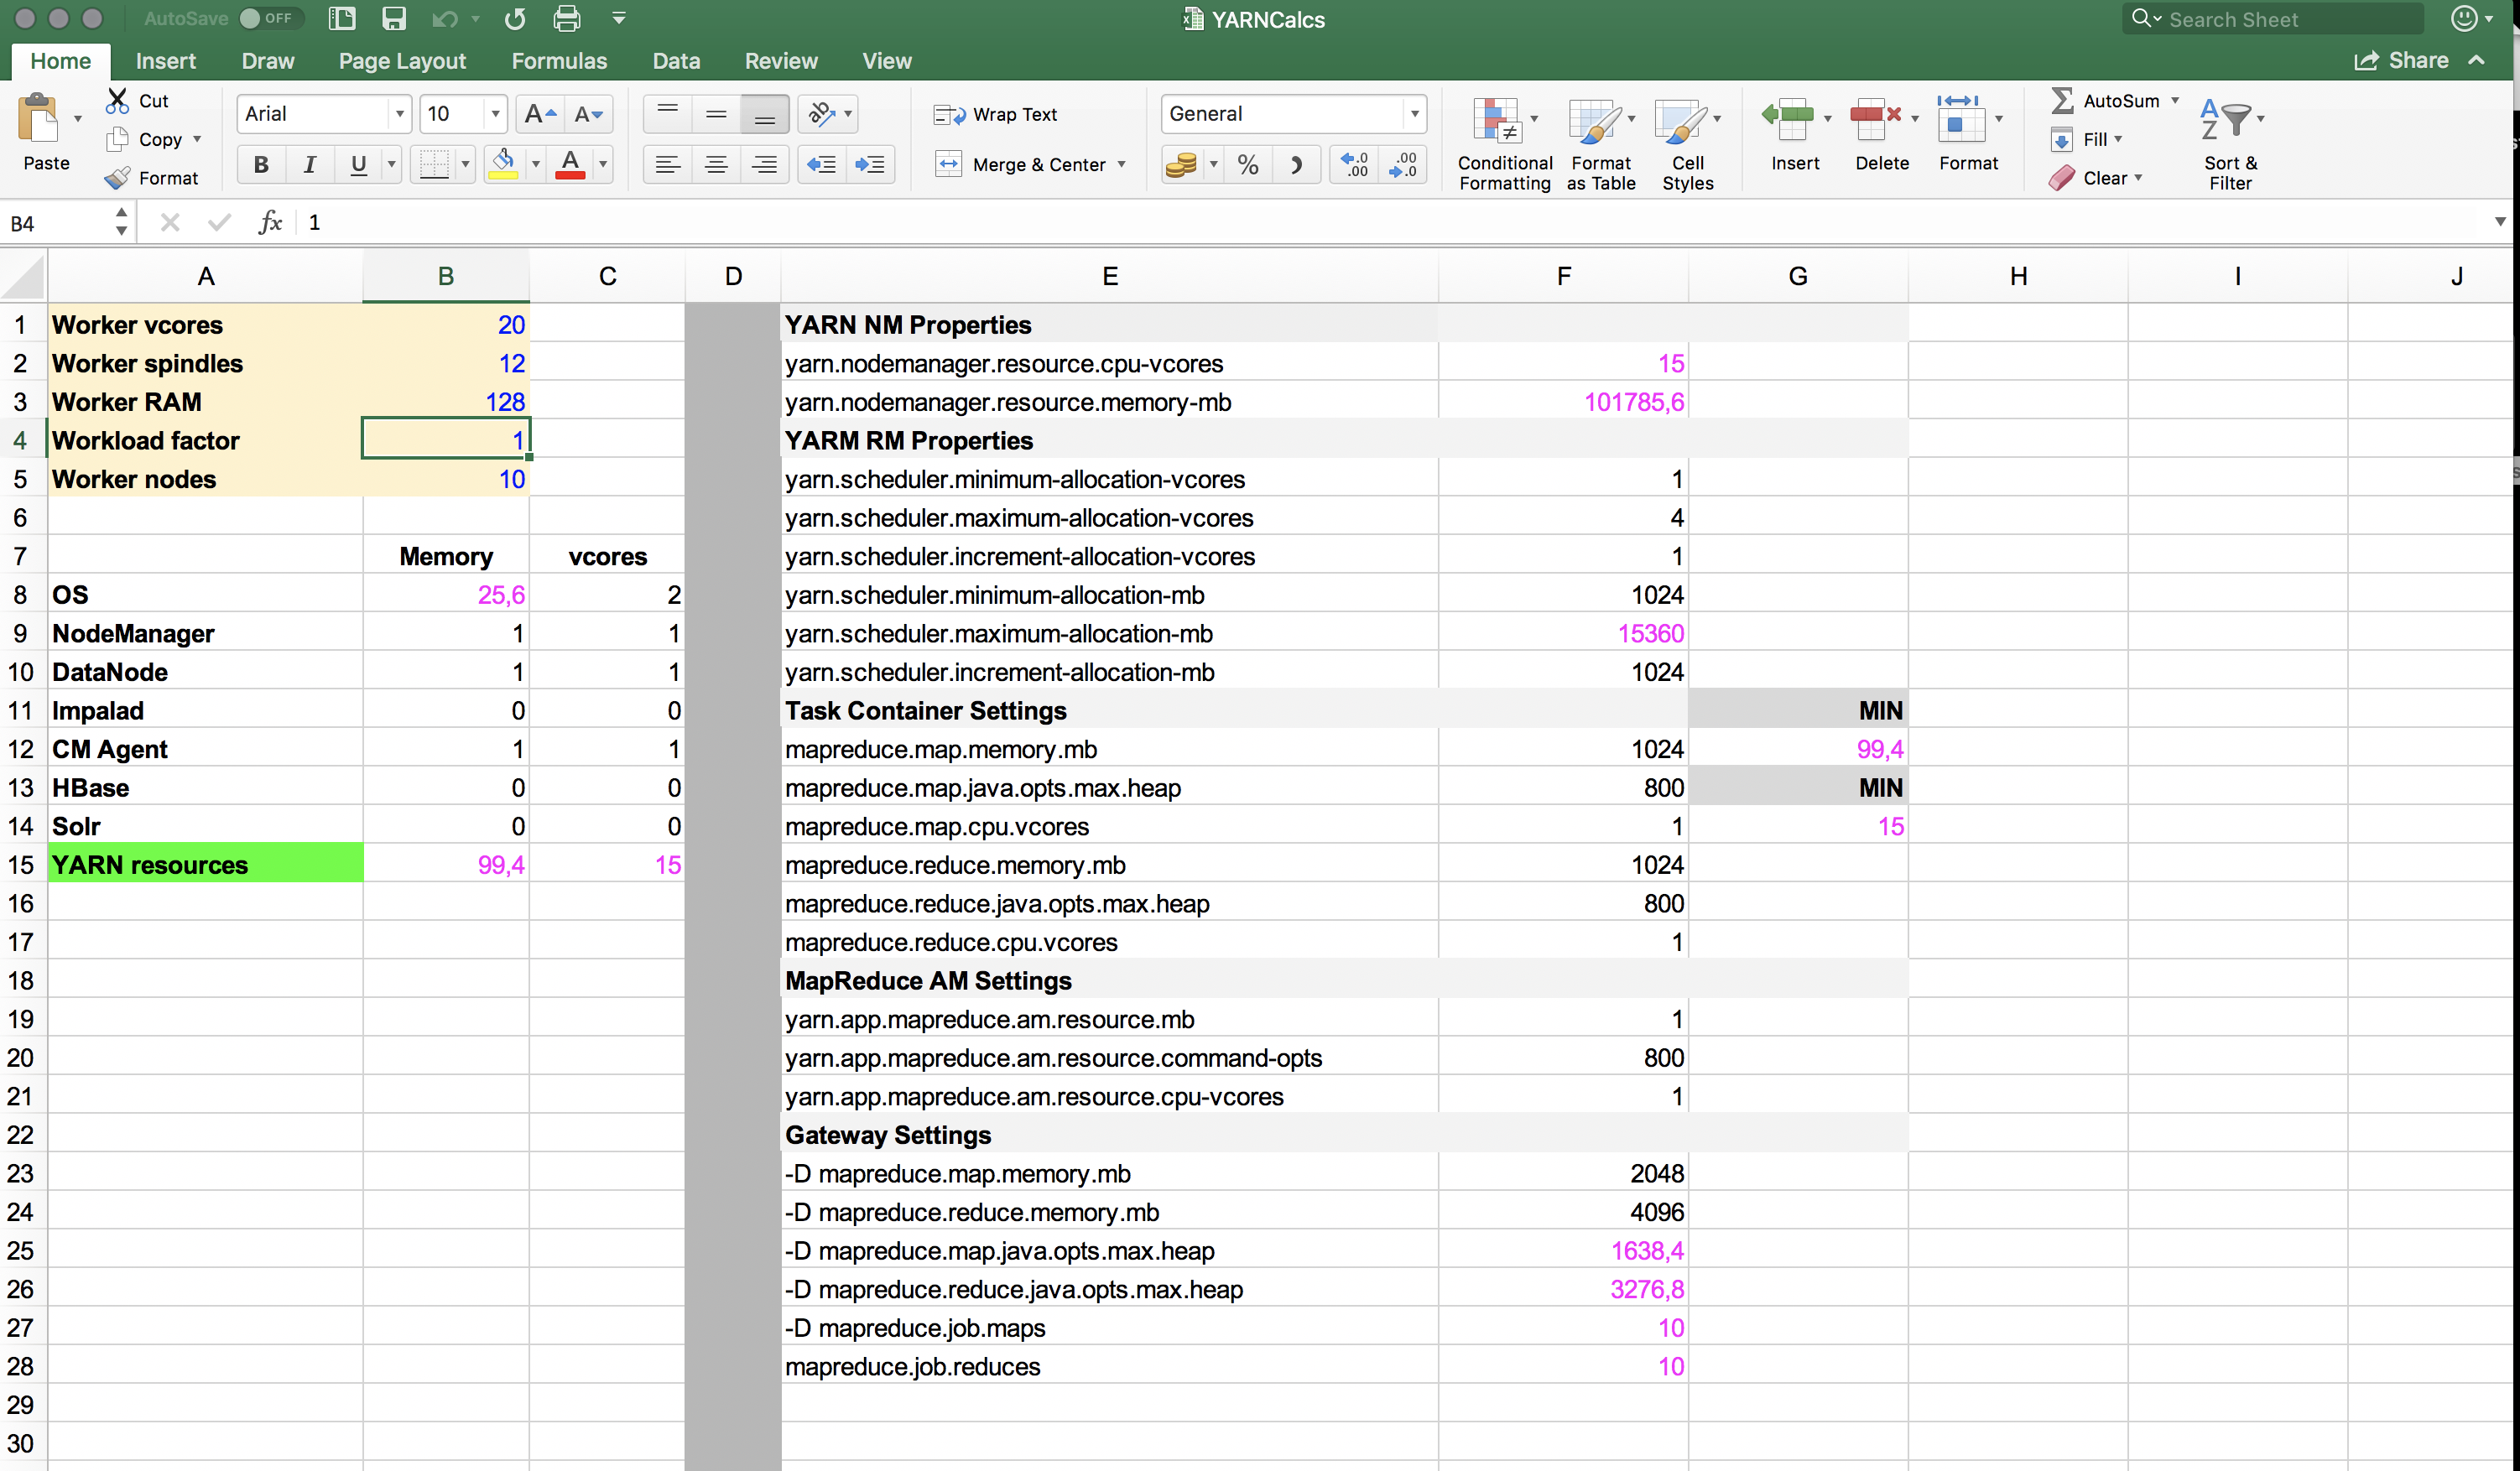 AutoSave OFF YARNCalcs Search Sheet
Home Insert Draw Page Layout Formulas Data Review View Share
Paste Cut Copy Format
Arial 10 A A
B I U A
ab
Wrap Text
Merge & Center
General
% ) .0 .00 .00 .0
Conditional Formatting
Format as Table
Cell Styles
Insert Delete Format
AutoSum
Fill
Clear
Sort & Filter
B4 fx 1
A B C D E F G H I J
1 Worker vcores 20 YARN NM Properties
2 Worker spindles 12 yarn.nodemanager.resource.cpu-vcores 15
3 Worker RAM 128 yarn.nodemanager.resource.memory-mb 101785,6
4 Workload factor 1 YARM RM Properties
5 Worker nodes 10 yarn.scheduler.minimum-allocation-vcores 1
6 yarn.scheduler.maximum-allocation-vcores 4
7 Memory vcores yarn.scheduler.increment-allocation-vcores 1
8 OS 25,6 2 yarn.scheduler.minimum-allocation-mb 1024
9 NodeManager 1 1 yarn.scheduler.maximum-allocation-mb 15360
10 DataNode 1 1 yarn.scheduler.increment-allocation-mb 1024
11 Impalad 0 0 Task Container Settings MIN
12 CM Agent 1 1 mapreduce.map.memory.mb 1024 99,4
13 HBase 0 0 mapreduce.map.java.opts.max.heap 800 MIN
14 Solr 0 0 mapreduce.map.cpu.vcores 1 15
15 YARN resources 99,4 15 mapreduce.reduce.memory.mb 1024
16 mapreduce.reduce.java.opts.max.heap 800
17 mapreduce.reduce.cpu.vcores 1
18 MapReduce AM Settings
19 yarn.app.mapreduce.am.resource.mb 1
20 yarn.app.mapreduce.am.resource.command-opts 800
21 yarn.app.mapreduce.am.resource.cpu-vcores 1
22 Gateway Settings
23 -D mapreduce.map.memory.mb 2048
24 -D mapreduce.reduce.memory.mb 4096
25 -D mapreduce.map.java.opts.max.heap 1638,4
26 -D mapreduce.reduce.java.opts.max.heap 3276,8
27 -D mapreduce.job.maps 10
28 mapreduce.job.reduces 10
29
30